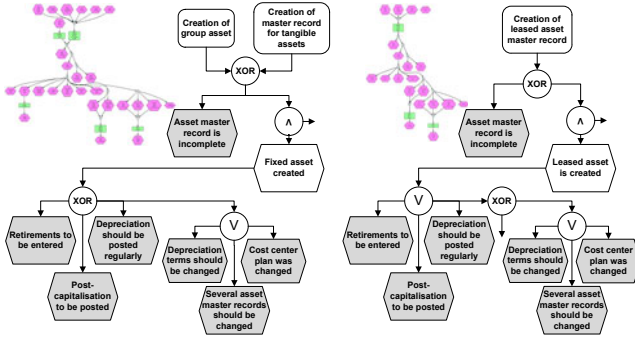 Creation of
group asset
Creation of
master record
for tangible
assets
XOR
Asset master
record is
incomplete
∧
Fixed asset
created
XOR
Retirements to
be entered
Depreciation
should be
posted
regularly
V
Post-
capitalisation
to be posted
Depreciation
terms should
be changed
Cost center
plan was
changed
Several asset
master records
should be
changed
Creation of
leased asset
master record
XOR
Asset master
record is
incomplete
∧
Leased asset
is created
V
XOR
Retirements to
be entered
Depreciation
should be
posted
regularly
V
Post-
capitalisation
to be posted
Depreciation
terms should
be changed
Cost center
plan was
changed
Several asset
master records
should be
changed